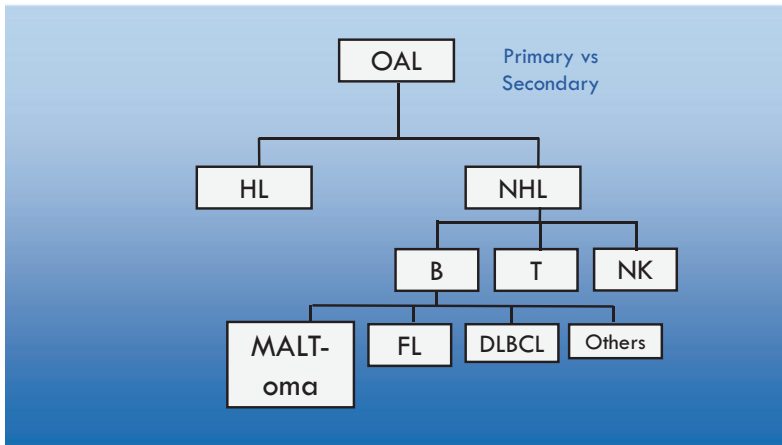 OAL
Primary vs
Secondary
HL
NHL
B
T
NK
MALT-
oma
FL
DLBCL
Others